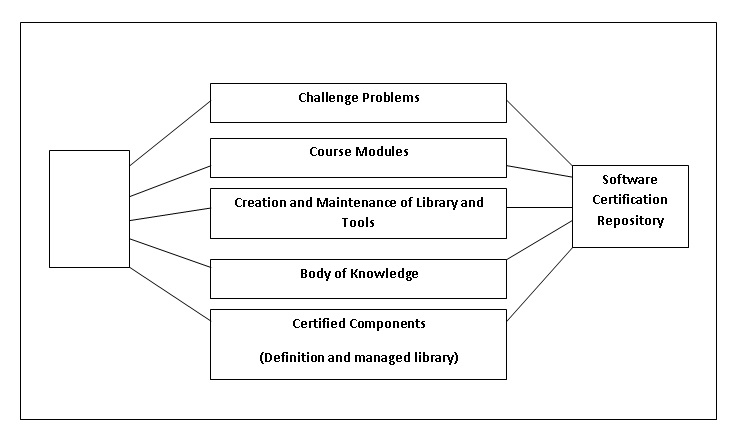 Challenge Problems
Course Modules
Creation and Maintenance of Library and
Tools
Body of Knowledge
Certified Components
(Definition and managed library)
Software
Certification
Repository